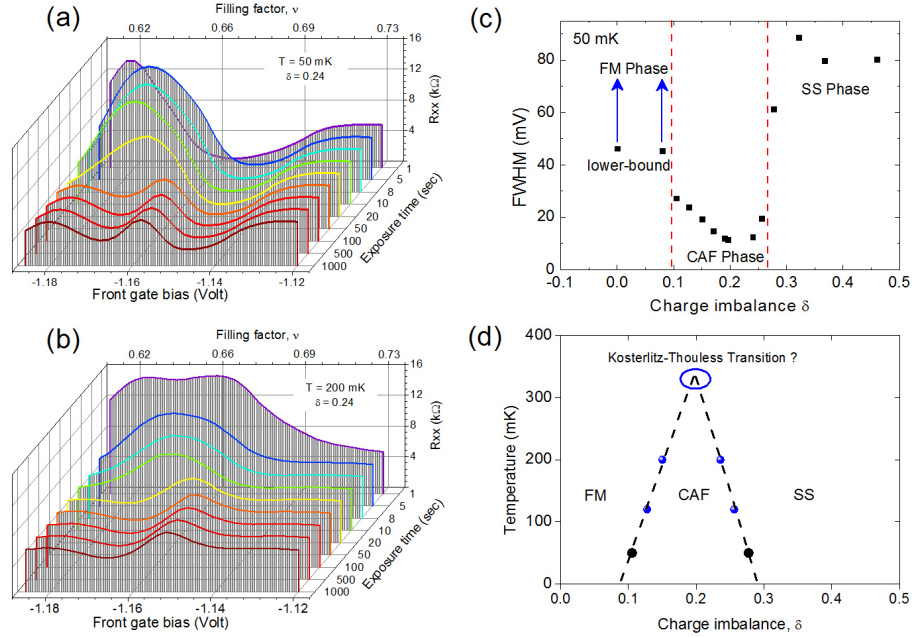 (a)
Filling factor, ν
0.62 0.66 0.69 0.73
T = 50 mK
δ = 0.24
16
12
8
4
Rxx (kΩ)
1
5
8
10
20
50
100
500
1000
Exposure time (sec)
-1.18 -1.16 -1.14 -1.12
Front gate bias (Volt)
(b)
Filling factor, ν
0.62 0.66 0.69 0.73
T = 200 mK
δ = 0.24
16
12
8
4
Rxx (kΩ)
1
5
8
10
20
50
100
500
1000
Exposure time (sec)
-1.18 -1.16 -1.14 -1.12
Front gate bias (Volt)
(c)
50 mK
FM Phase
SS Phase
lower-bound
CAF Phase
80
60
40
20
0
FWHM (mV)
-0.1 0.0 0.1 0.2 0.3 0.4 0.5
Charge imbalance δ
(d)
400
300
200
100
0
Temperature (mK)
Kosterlitz-Thouless Transition ?
FM CAF SS
0.0 0.1 0.2 0.3 0.4 0.5
Charge imbalance, δ